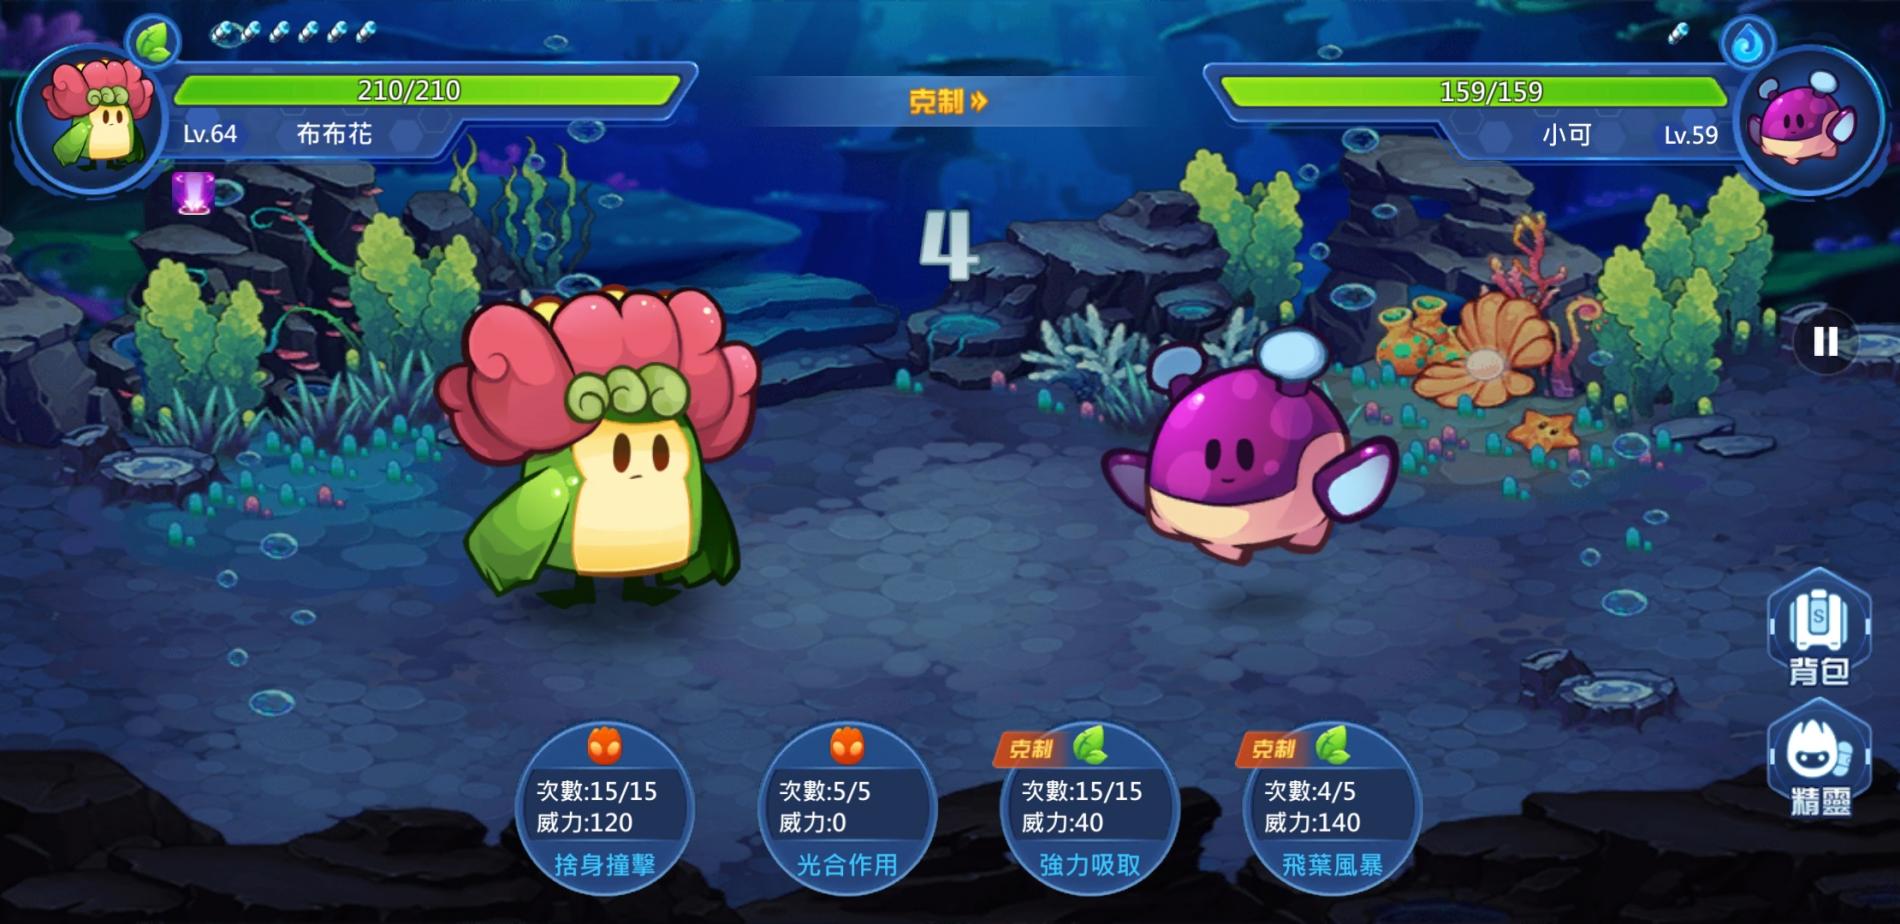 210/210
Lv.64 布布花
克制
159/159
小可 Lv.59
4
背包
精靈
次數:15/15
威力:120
捨身撞擊
次數:5/5
威力:0
光合作用
克制
次數:15/15
威力:40
強力吸取
克制
次數:4/5
威力:140
飛葉風暴
S